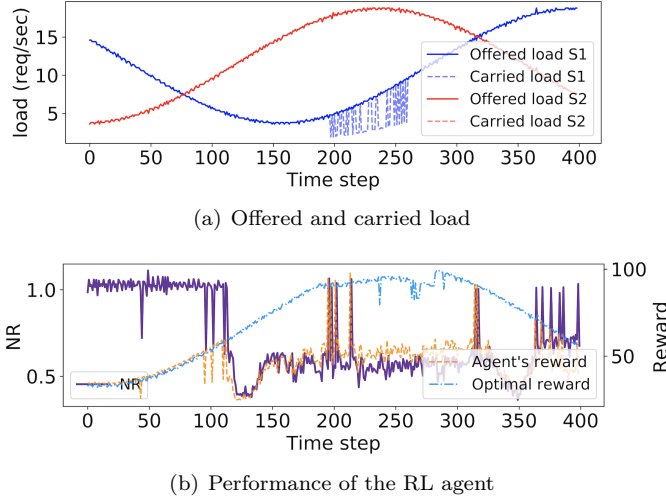 15
10
5
load (req/sec)
Offered load S1
Carried load S1
Offered load S2
Carried load S2
0 50 100 150 200 250 300 350 400
Time step
(a) Offered and carried load
1.0
0.5
NR
100
50
Reward
NR
Agent's reward
Optimal reward
0 50 100 150 200 250 300 350 400
Time step
(b) Performance of the RL agent